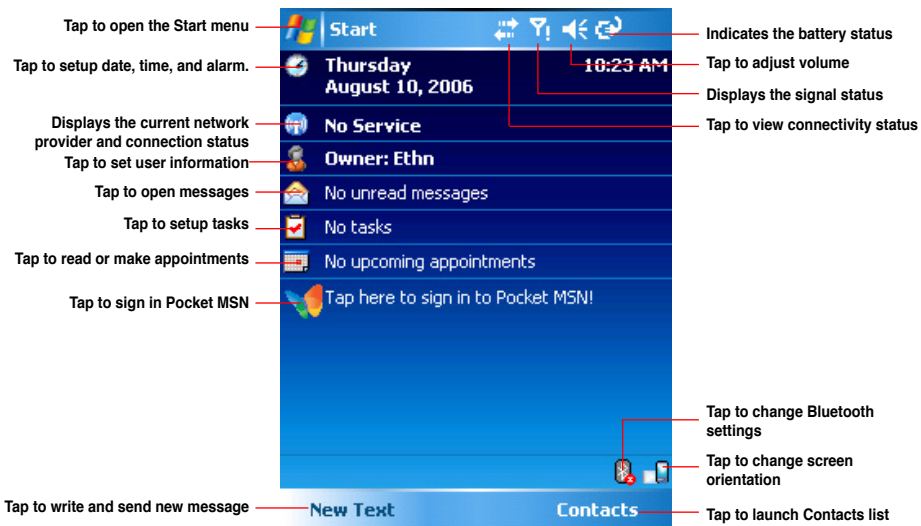 Tap to open the Start menu
Start
Indicates the battery status
Tap to setup date, time, and alarm.
Thursday
10:23 AM
August 10, 2006
Tap to adjust volume
Displays the signal status
Displays the current network
provider and connection status
No Service
Tap to view connectivity status
Tap to set user information
Owner: Ethn
Tap to open messages
No unread messages
Tap to setup tasks
No tasks
Tap to read or make appointments
No upcoming appointments
Tap to sign in Pocket MSN
Tap here to sign in to Pocket MSN!
Tap to change Bluetooth
settings
Tap to change screen
orientation
Tap to write and send new message
New Text
Contacts
Tap to launch Contacts list